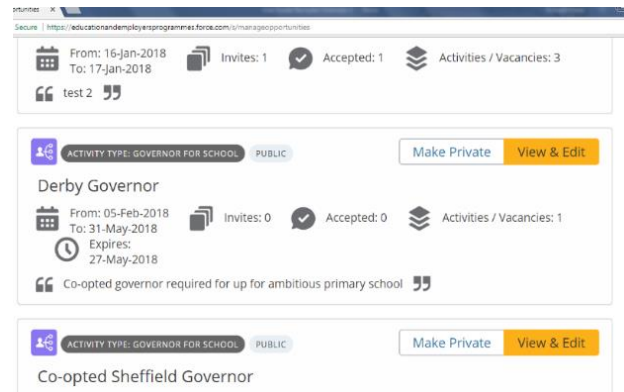 ortunities ×
Secure | https://educationandemployersprogrammes.force.com/s/manageopportunities
From: 16-Jan-2018
To: 17-Jan-2018
Invites: 1
Accepted: 1
Activities / Vacancies: 3
❝ test 2 ❞
ACTIVITY TYPE: GOVERNOR FOR SCHOOL PUBLIC Make Private View & Edit
Derby Governor
From: 05-Feb-2018
To: 31-May-2018
Invites: 0
Accepted: 0
Activities / Vacancies: 1
Expires:
27-May-2018
❝ Co-opted governor required for up for ambitious primary school ❞
ACTIVITY TYPE: GOVERNOR FOR SCHOOL PUBLIC Make Private View & Edit
Co-opted Sheffield Governor